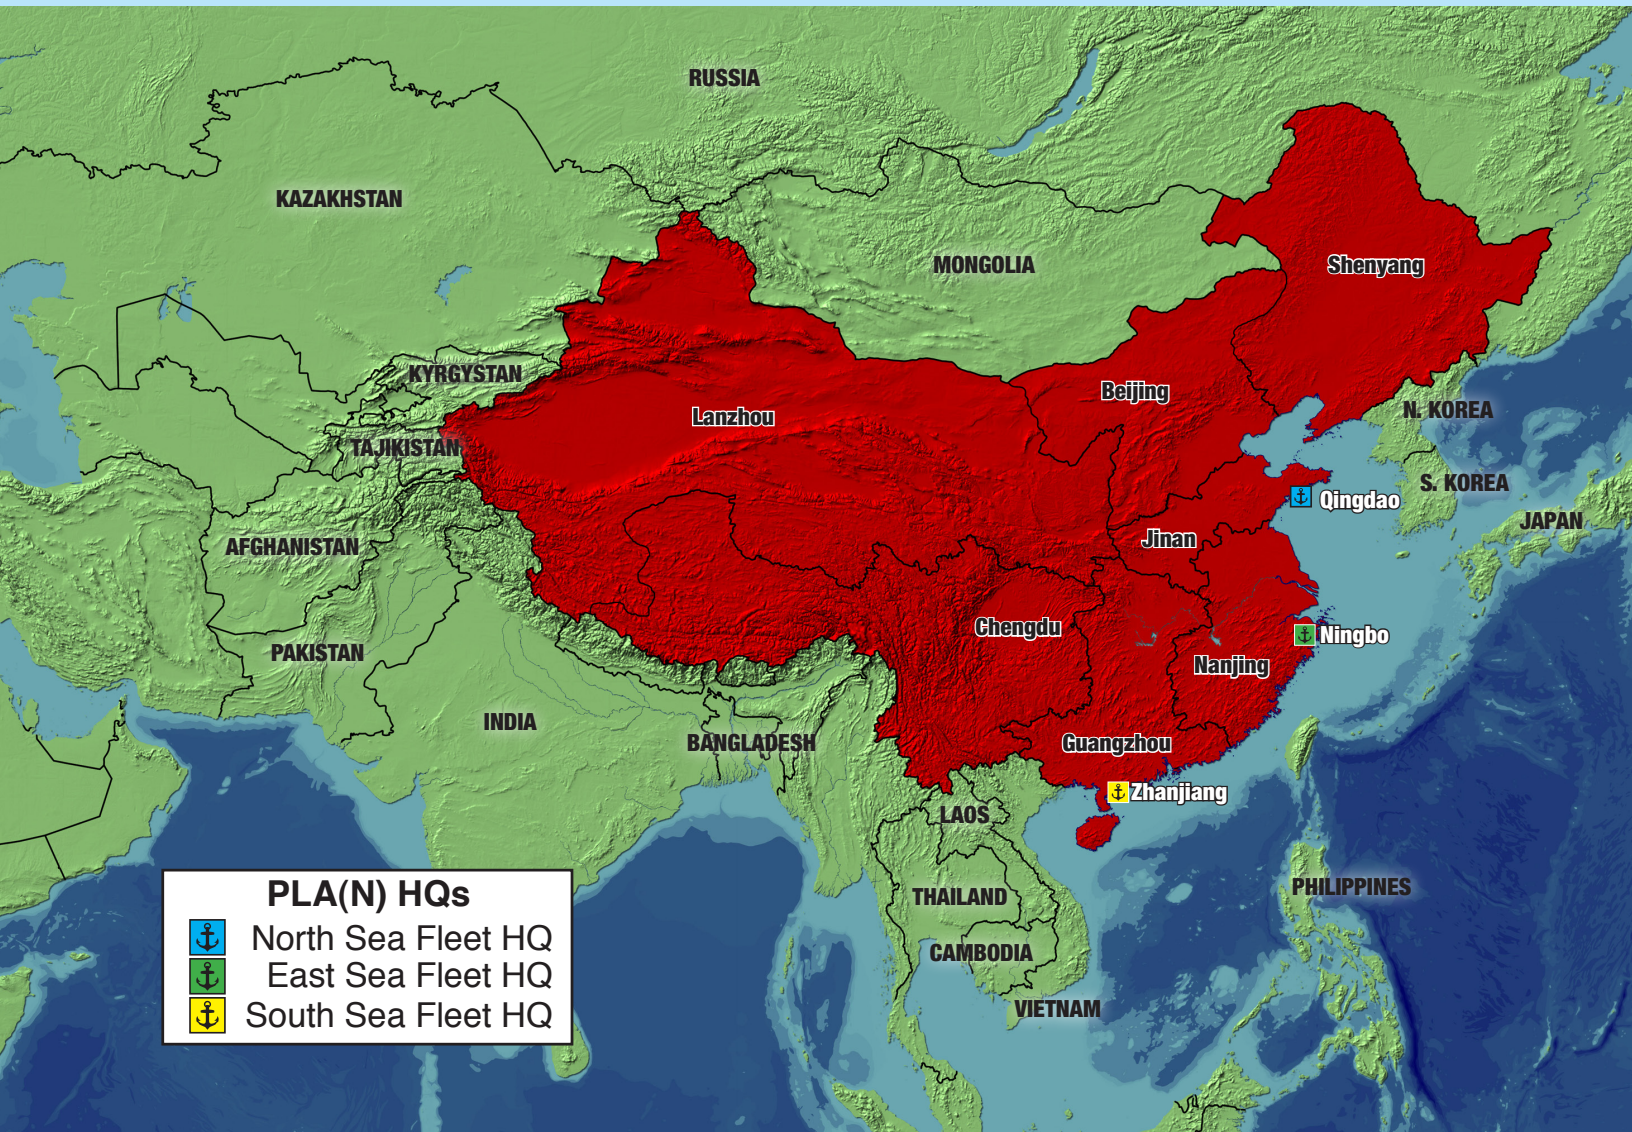 RUSSIA
KAZAKHSTAN
MONGOLIA
Shenyang
KYRGYSTAN
Beijing
Lanzhou
N. KOREA
TAJIKISTAN
S. KOREA
Qingdao
JAPAN
Jinan
AFGHANISTAN
Chengdu
Ningbo
PAKISTAN
Nanjing
INDIA
BANGLADESH
Guangzhou
Zhanjiang
LAOS
PHILIPPINES
THAILAND
CAMBODIA
VIETNAM
PLA(N) HQs
North Sea Fleet HQ
East Sea Fleet HQ
South Sea Fleet HQ